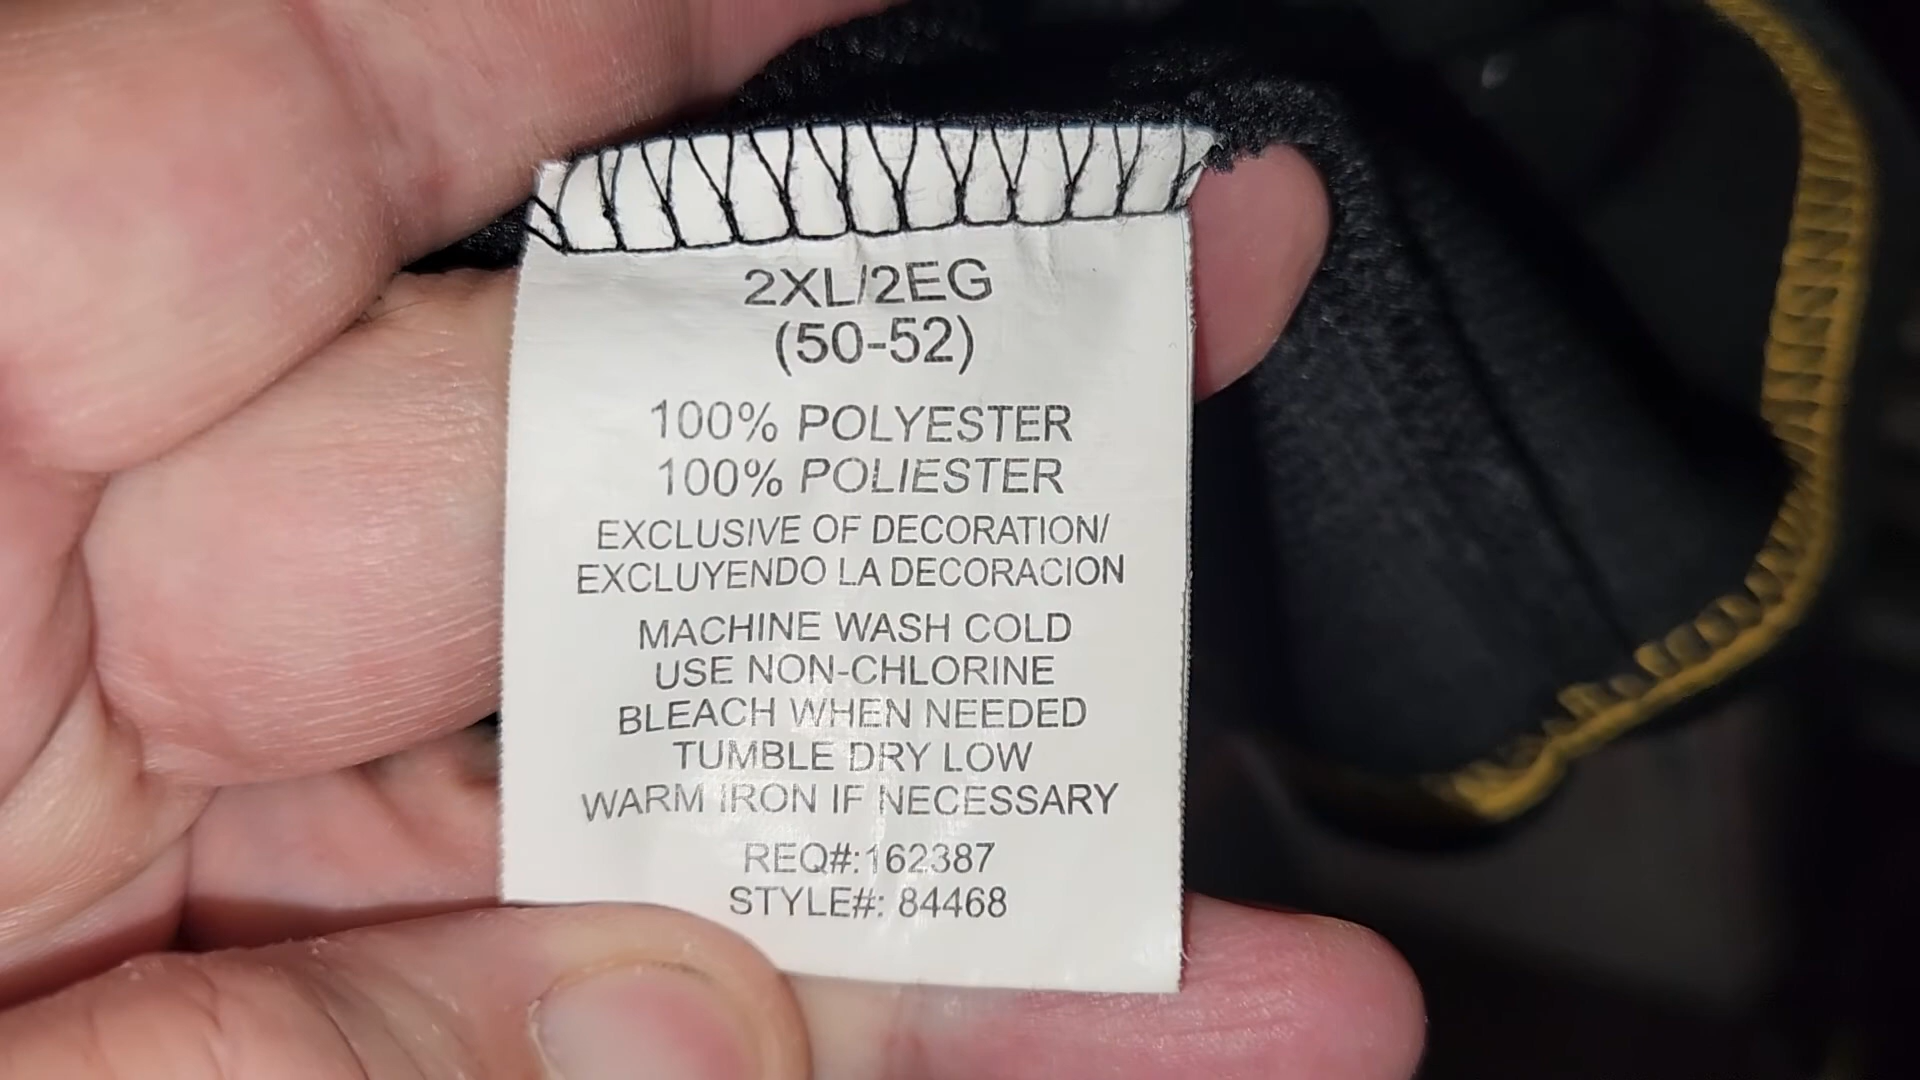 2XL/2EG
(50-52)
100% POLYESTER
100% POLIESTER
EXCLUSIVE OF DECORATION/
EXCLUYENDO LA DECORACION
MACHINE WASH COLD
USE NON-CHLORINE
BLEACH WHEN NEEDED
TUMBLE DRY LOW
WARM IRON IF NECESSARY
REQ#:162387
STYLE#: 84468